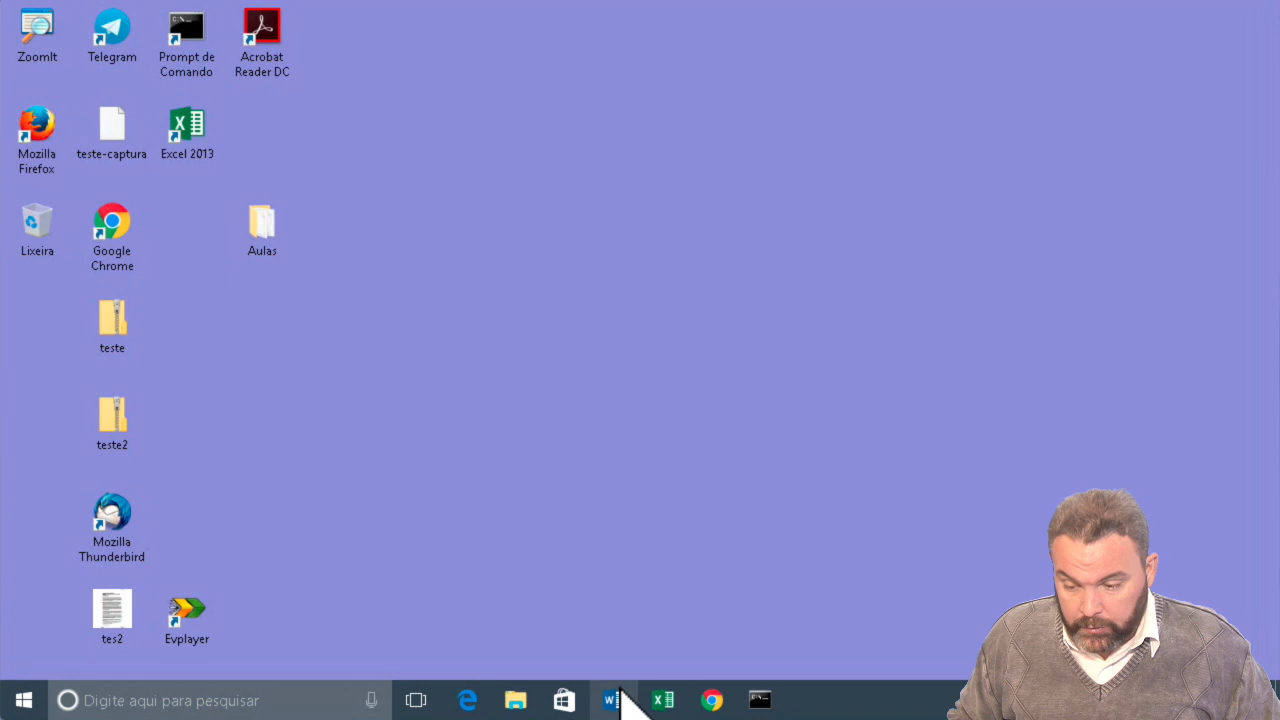 ZoomIt
Telegram
Prompt de
Comando
Acrobat
Reader DC
Mozilla
Firefox
teste-captura
Excel 2013
Lixeira
Google
Chrome
Aulas
teste
teste2
Mozilla
Thunderbird
tes2
Evplayer
Digite aqui para pesquisar